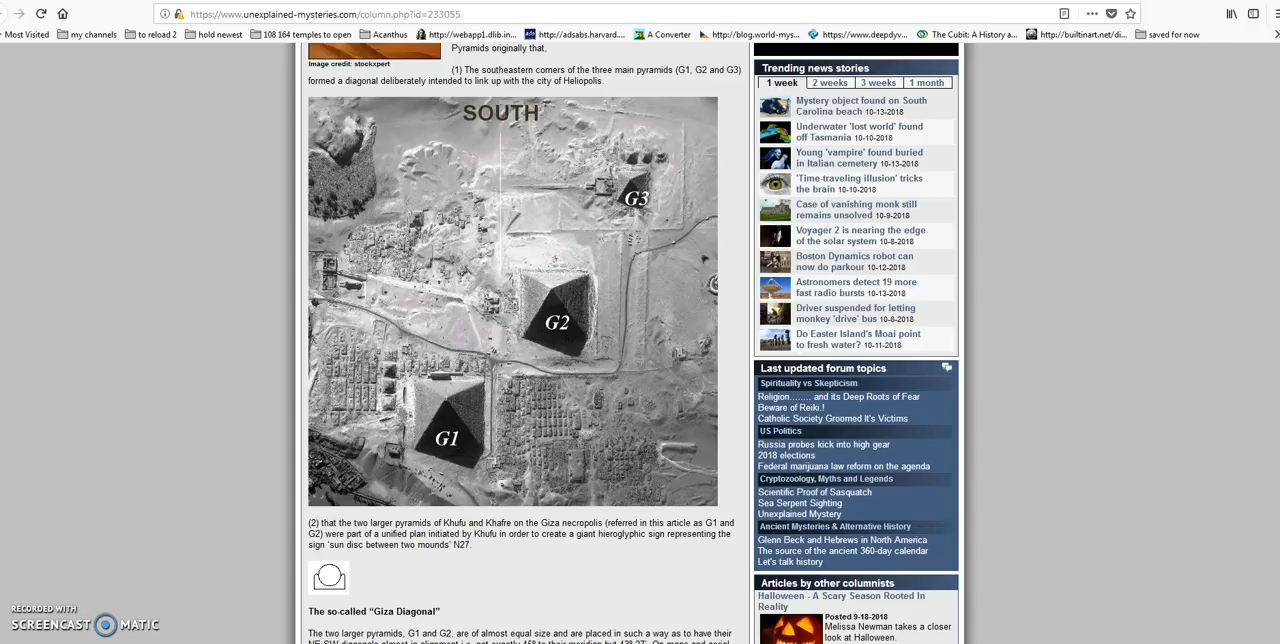 https://www.unexplained-mysteries.com/column.php?id=233055
Most Visited
my channels
to reload 2
hold newest
108 164 temples to open
Acanthus
http://webapp1.dlib.in...
http://adsabs.harvard....
A Converter
http://blog.world-mys...
https://www.deepdyv...
The Cubit: A History a...
http://builtinart.net/di...
saved for now
Image credit: stockxpert
Pyramids originally that,
(1) The southeastern corners of the three main pyramids (G1, G2 and G3)
formed a diagonal deliberately intended to link up with the city of Heliopolis.
SOUTH
G3
G2
G1
(2) that the two larger pyramids of Khufu and Khafre on the Giza necropolis (referred in this article as G1 and
G2) were part of a unified plan initiated by Khufu in order to create a giant hieroglyphic sign representing the
sign 'sun disc between two mounds' N27.
The so-called “Giza Diagonal”
The two larger pyramids, G1 and G2, are of almost equal size and are placed in such a way as to have their
Trending news stories
1 week
2 weeks
3 weeks
1 month
Mystery object found on South
Carolina beach 10-13-2018
Underwater 'lost world' found
off Tasmania 10-10-2018
Young 'vampire' found buried
in Italian cemetery 10-13-2018
'Time-traveling illusion' tricks
the brain 10-10-2018
Case of vanishing monk still
remains unsolved 10-9-2018
Voyager 2 is nearing the edge
of the solar system 10-8-2018
Boston Dynamics robot can
now do parkour 10-12-2018
Astronomers detect 19 more
fast radio bursts 10-13-2018
Driver suspended for letting
monkey 'drive' bus 10-8-2018
Do Easter Island's Moai point
to fresh water? 10-11-2018
Last updated forum topics
Spirituality vs Skepticism
Religion........ and its Deep Roots of Fear
Beware of Reiki.!
Catholic Society Groomed It's Victims
US Politics
Russia probes kick into high gear
2018 elections
Federal marijuana law reform on the agenda
Cryptozoology, Myths and Legends
Scientific Proof of Sasquatch
Sea Serpent Sighting
Unexplained Mystery
Ancient Mysteries & Alternative History
Glenn Beck and Hebrews in North America
The source of the ancient 360-day calendar
Let's talk history
Articles by other columnists
Halloween - A Scary Season Rooted In
Reality
Posted 9-18-2018
Melissa Newman takes a closer
look at Halloween.
RECORDED WITH
SCREENCAST MATIC